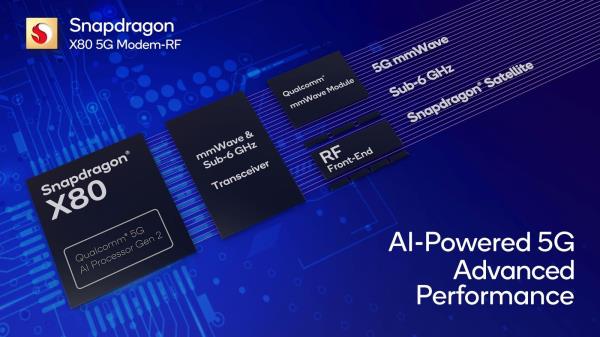 Snapdragon
X80 5G Modem-RF
Snapdragon®
X80
Qualcomm® 5G
AI Processor Gen 2
mmWave &
Sub-6 GHz
Transceiver
Qualcomm®
mmWave Module
RF
Front-End
5G mmWave
Sub-6 GHz
Snapdragon® Satellite
AI-Powered 5G
Advanced
Performance